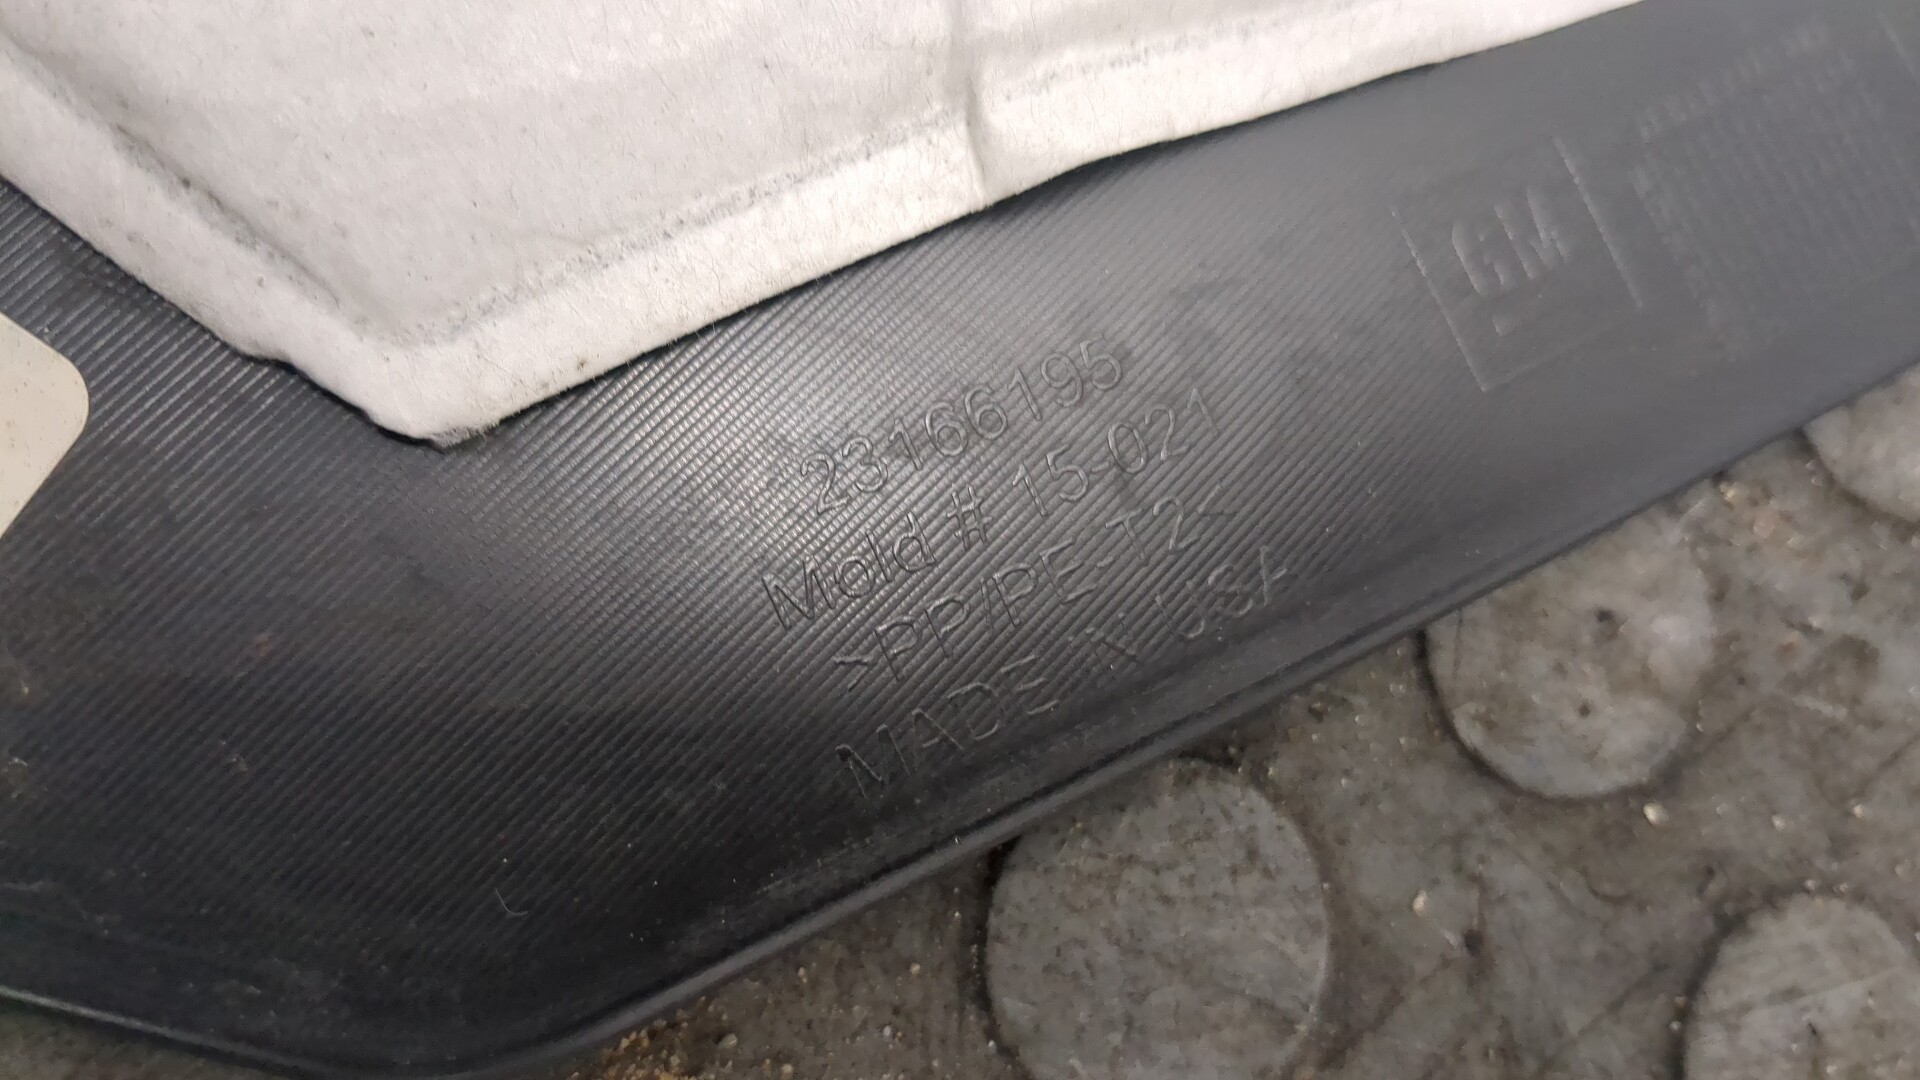 23166195
Mold # 15-021
>PP/PE-T2<
MADE IN USA
GM